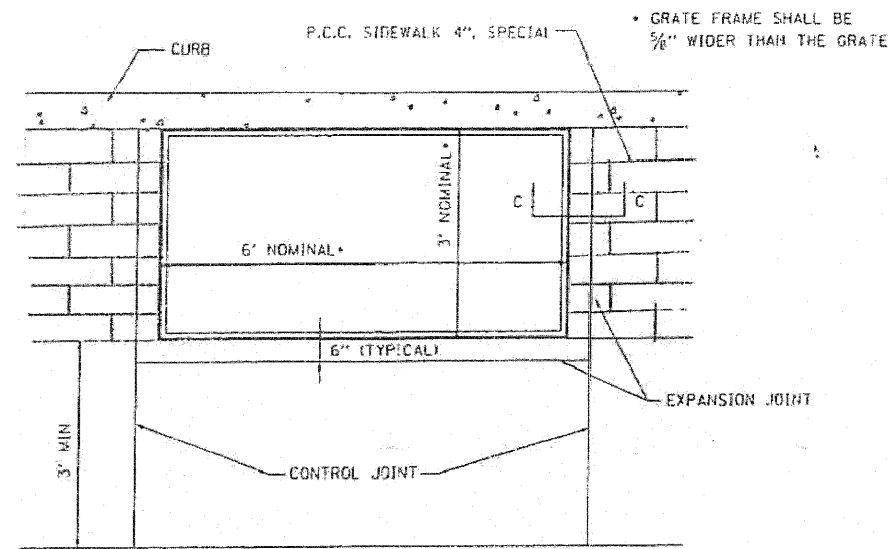 • GRATE FRAME SHALL BE
5/8" WIDER THAN THE GRATE
P.C.C. SIDEWALK 4", SPECIAL
CURB
3' NOMINAL•
C C
6' NOMINAL•
6" (TYPICAL)
EXPANSION JOINT
3' MIN
CONTROL JOINT